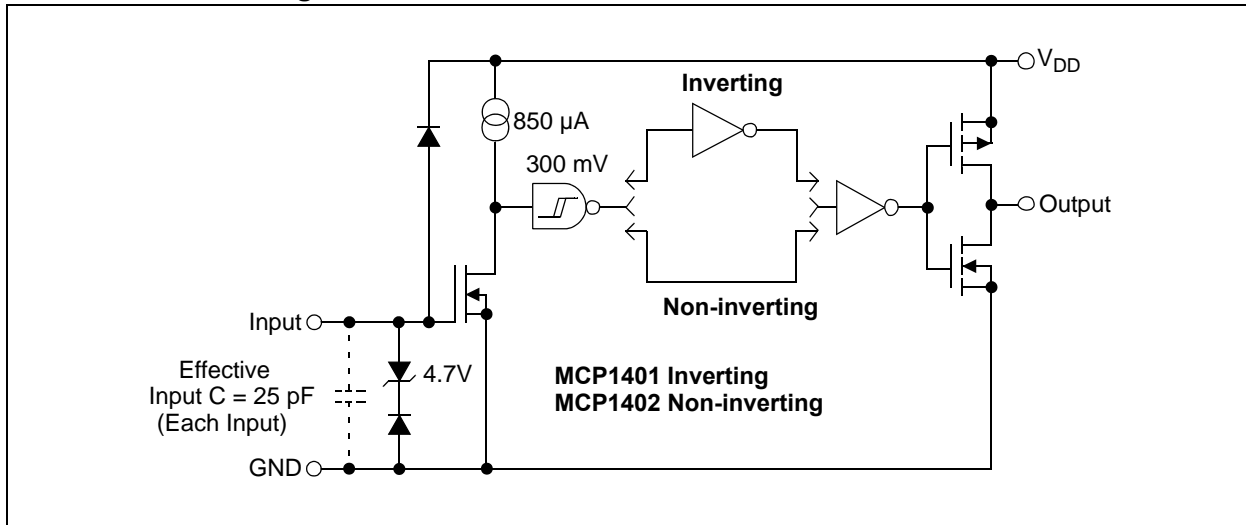 V_DD
Inverting
850 µA
300 mV
Output
Non-inverting
Input
Effective
Input C = 25 pF
(Each Input)
4.7V
MCP1401 Inverting
MCP1402 Non-inverting
GND